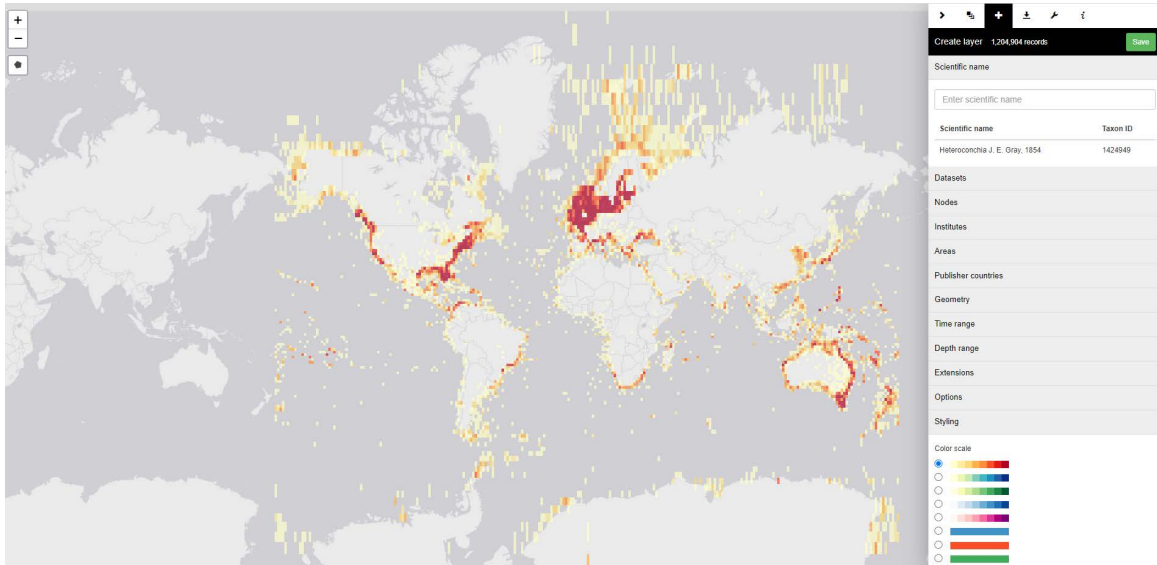 +
−
i
Create layer 1,204,904 records Save
Scientific name
Enter scientific name
Scientific name Taxon ID
Heteroconchia J. E. Gray, 1854 1424949
Datasets
Nodes
Institutes
Areas
Publisher countries
Geometry
Time range
Depth range
Extensions
Options
Styling
Color scale